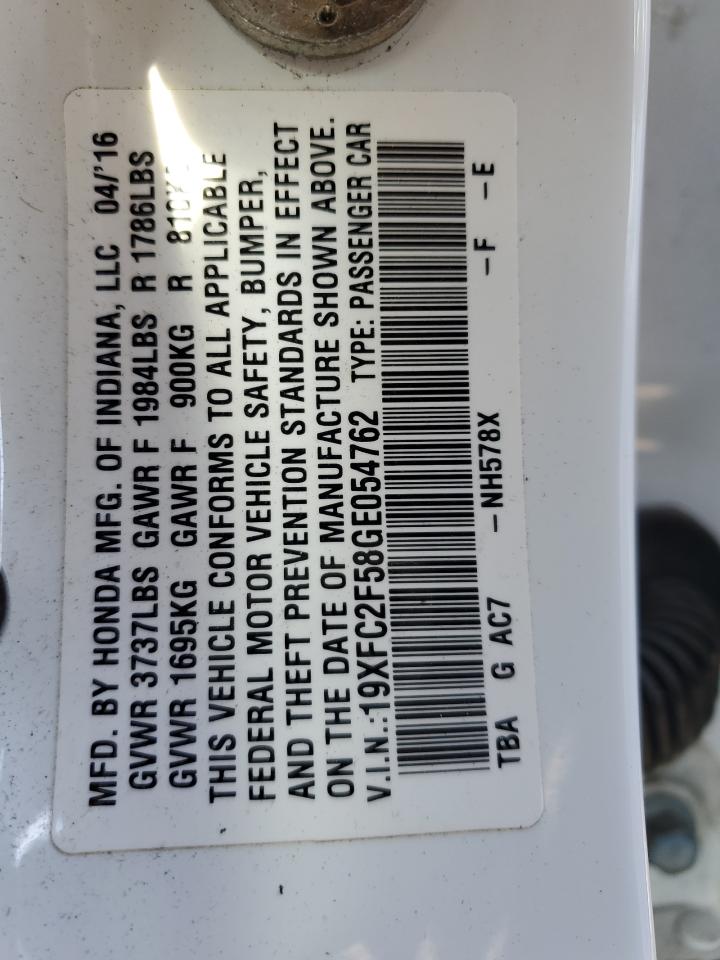 MFD. BY HONDA MFG. OF INDIANA, LLC 04/'16
GVWR 3737LBS GAWR F 1984LBS R 1786LBS
GVWR 1695KG GAWR F 900KG R
THIS VEHICLE CONFORMS TO ALL APPLICABLE
FEDERAL MOTOR VEHICLE SAFETY, BUMPER,
AND THEFT PREVENTION STANDARDS IN EFFECT
ON THE DATE OF MANUFACTURE SHOWN ABOVE.
V.I.N.:19XFC2F58GE054762 TYPE: PASSENGER CAR
TBA G AC7 -NH578X -F -E